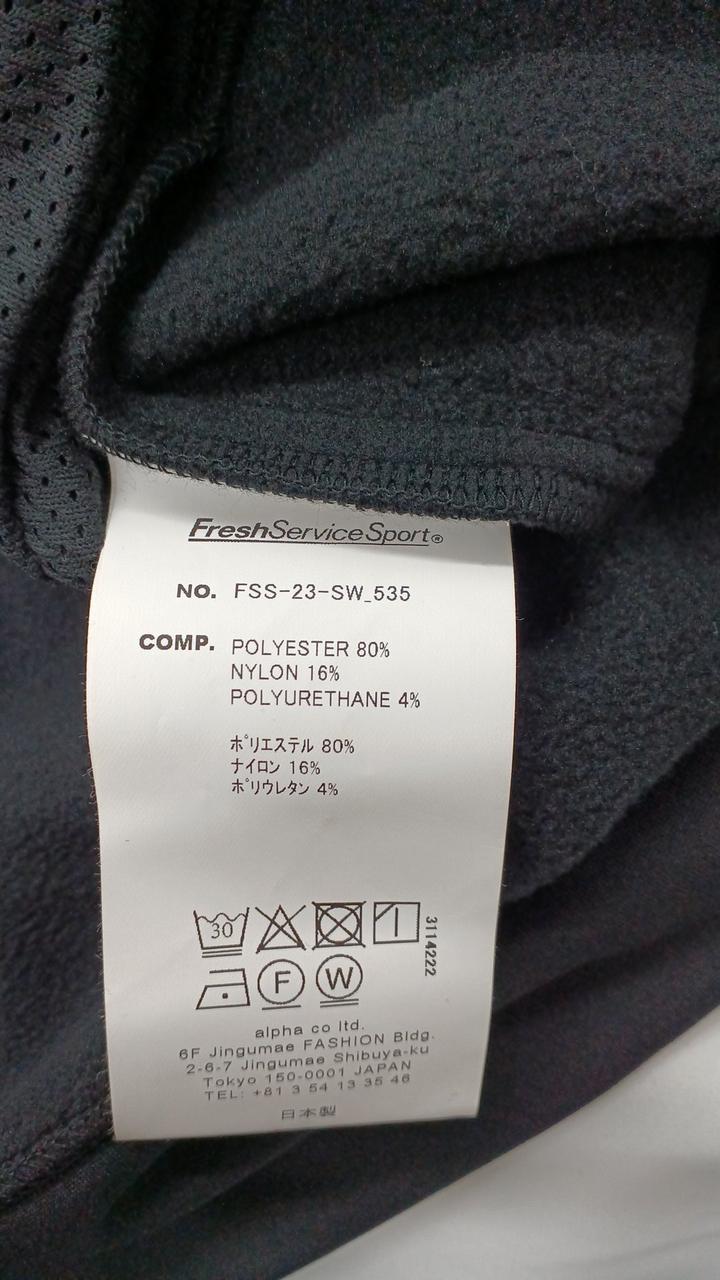 FreshServiceSport®
NO. FSS-23-SW_535
COMP. POLYESTER 80%
NYLON 16%
POLYURETHANE 4%
ﾎﾟﾘｴｽﾃﾙ 80%
ﾅｲﾛﾝ 16%
ﾎﾟﾘｳﾚﾀﾝ 4%
30
3114222
F W
alpha co ltd.
6F Jingumae FASHION Bldg.
2-6-7 Jingumae Shibuya-ku
Tokyo 150-0001 JAPAN
TEL: +81 3 54 13 35 46
日本製